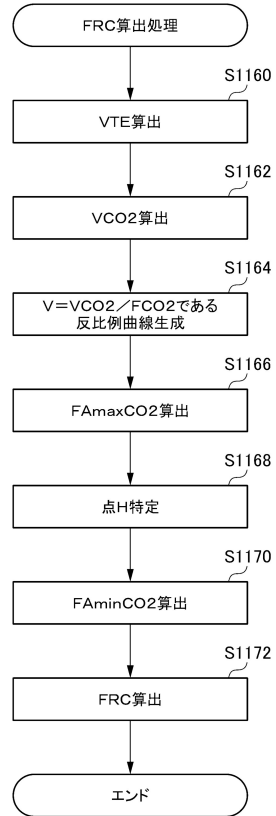 FRC算出処理
S1160
VTE算出
S1162
VCO2算出
S1164
V=VCO2/FCO2である
反比例曲線生成
S1166
FAmaxCO2算出
S1168
点H特定
S1170
FAminCO2算出
S1172
FRC算出
エンド